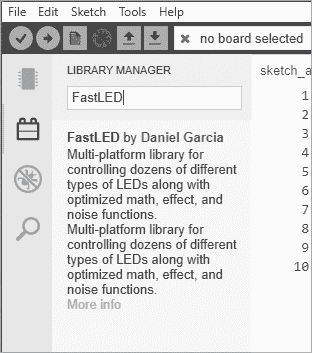 File Edit Sketch Tools Help
no board selected
LIBRARY MANAGER
FastLED
FastLED by Daniel Garcia
Multi-platform library for
controlling dozens of different
types of LEDs along with
optimized math, effect, and
noise functions.
Multi-platform library for
controlling dozens of different
types of LEDs along with
optimized math, effect, and
noise functions.
More info
sketch_a
1
2
3
4
5
6
7
8
9
10